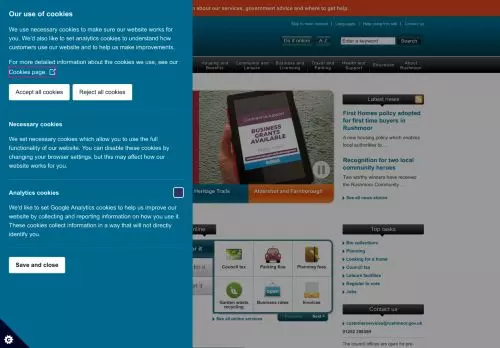 Our use of cookies
We use necessary cookies to make sure our website works for
you. We'd also like to set analytics cookies to understand how
customers use our website and to help us make improvements.
For more detailed information about the cookies we use, see our
Cookies page.
Accept all cookies
Reject all cookies
Necessary cookies
We set necessary cookies which allow you to use the full
functionality of our website. You can disable these cookies by
changing your browser settings, but this may affect how our
website works for you.
Analytics cookies
We'd like to set Google Analytics cookies to help us improve our
website by collecting and reporting information on how you use it.
These cookies collect information in a way that will not directly
identify you.
Save and close
n about our services, government advice and where to get help
Skip to main content | Languages | Help using this site | Contact us
Do it online
A-Z
Enter a keyword
Search
Housing and Benefits
Community and Leisure
Business and Licensing
Travel and Parking
Health and Support
Education
About Rushmoor
BUSINESS
GRANTS
AVAILABLE
Heritage Trails
Aldershot and Farnborough
Latest news
First Homes policy adopted
for first time buyers in
Rushmoor
A new housing policy which enables
local authorities to ...
Recognition for two local
community heroes
Two worthy winners have received
the Rushmoor Community ...
See all news stories
online
Council tax
Parking fine
Planning fees
Garden waste recycling
Business rates
Invoices
open
See all online services
Previous
Next
Top tasks
Bin collections
Planning
Looking for a home
Council tax
Leisure facilities
Register to vote
Jobs
Contact us
customerservices@rushmoor.gov.uk
01252 398399
The council offices are open for pre-